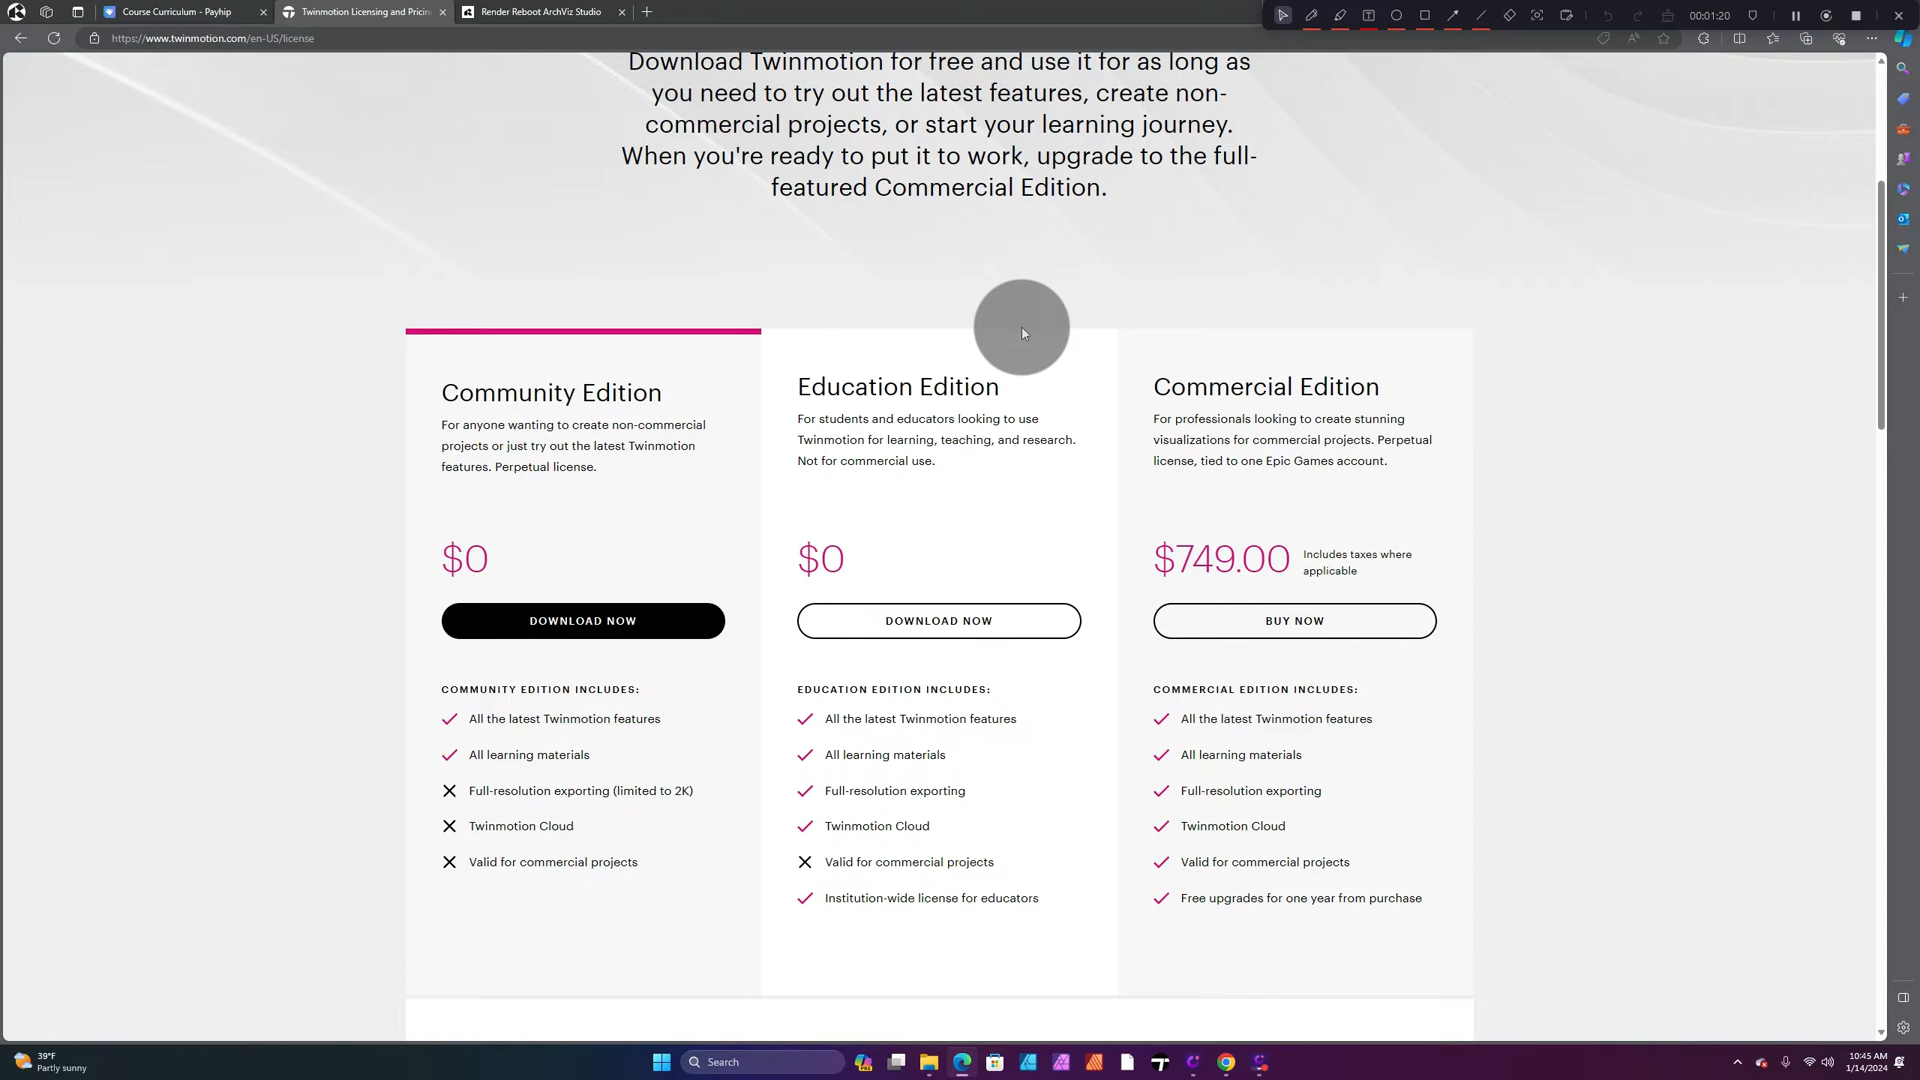 Course Curriculum - Payhip
Twinmotion Licensing and Pricin
Render Reboot ArchViz Studio
00:01:20
https://www.twinmotion.com/en-US/license
Download Twinmotion for free and use it for as long as
you need to try out the latest features, create non-
commercial projects, or start your learning journey.
When you're ready to put it to work, upgrade to the full-
featured Commercial Edition.
Community Edition
For anyone wanting to create non-commercial
projects or just try out the latest Twinmotion
features. Perpetual license.
$0
DOWNLOAD NOW
COMMUNITY EDITION INCLUDES:
All the latest Twinmotion features
All learning materials
Full-resolution exporting (limited to 2K)
Twinmotion Cloud
Valid for commercial projects
Education Edition
For students and educators looking to use
Twinmotion for learning, teaching, and research.
Not for commercial use.
$0
DOWNLOAD NOW
EDUCATION EDITION INCLUDES:
All the latest Twinmotion features
All learning materials
Full-resolution exporting
Twinmotion Cloud
Valid for commercial projects
Institution-wide license for educators
Commercial Edition
For professionals looking to create stunning
visualizations for commercial projects. Perpetual
license, tied to one Epic Games account.
$749.00
Includes taxes where
applicable
BUY NOW
COMMERCIAL EDITION INCLUDES:
All the latest Twinmotion features
All learning materials
Full-resolution exporting
Twinmotion Cloud
Valid for commercial projects
Free upgrades for one year from purchase
39°F
Partly sunny
Search
10:45 AM
1/14/2024